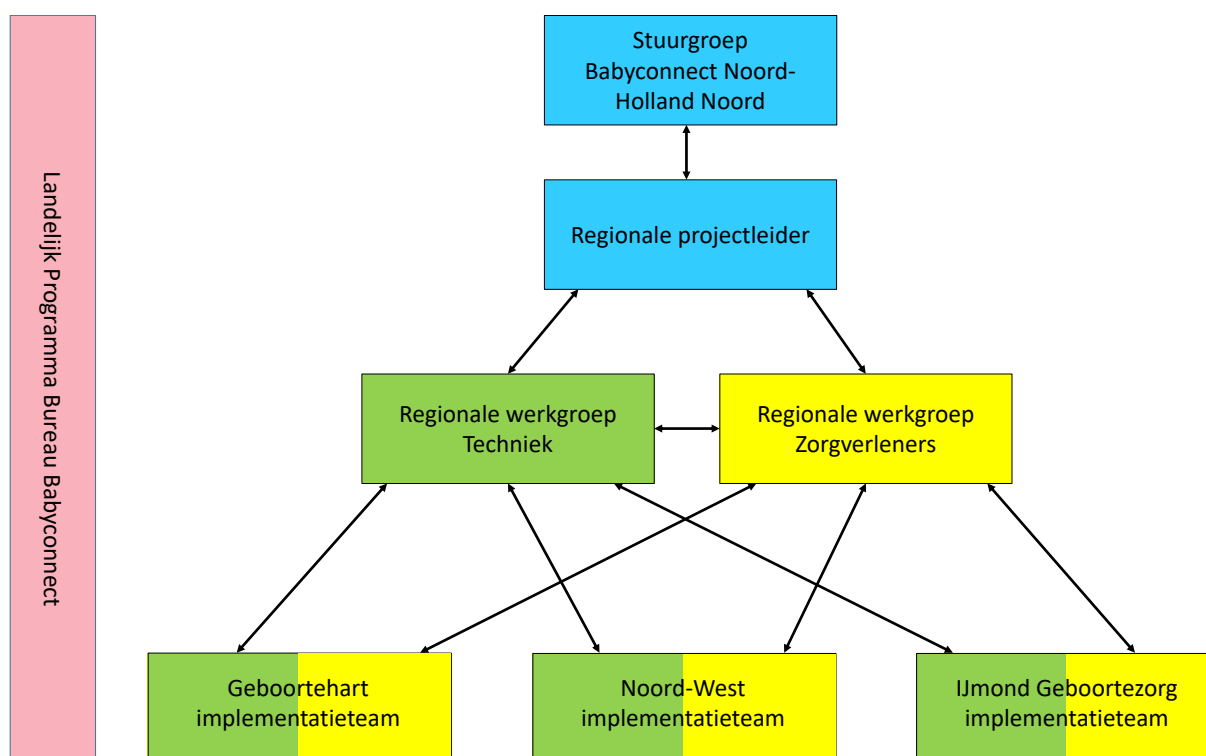 Landelijk Programma Bureau Babyconnect
Stuurgroep
Babyconnect Noord-
Holland Noord
Regionale projectleider
Regionale werkgroep
Techniek
Regionale werkgroep
Zorgverleners
Geboortehart
implementatieteam
Noord-West
implementatieteam
IJmond Geboortezorg
implementatieteam